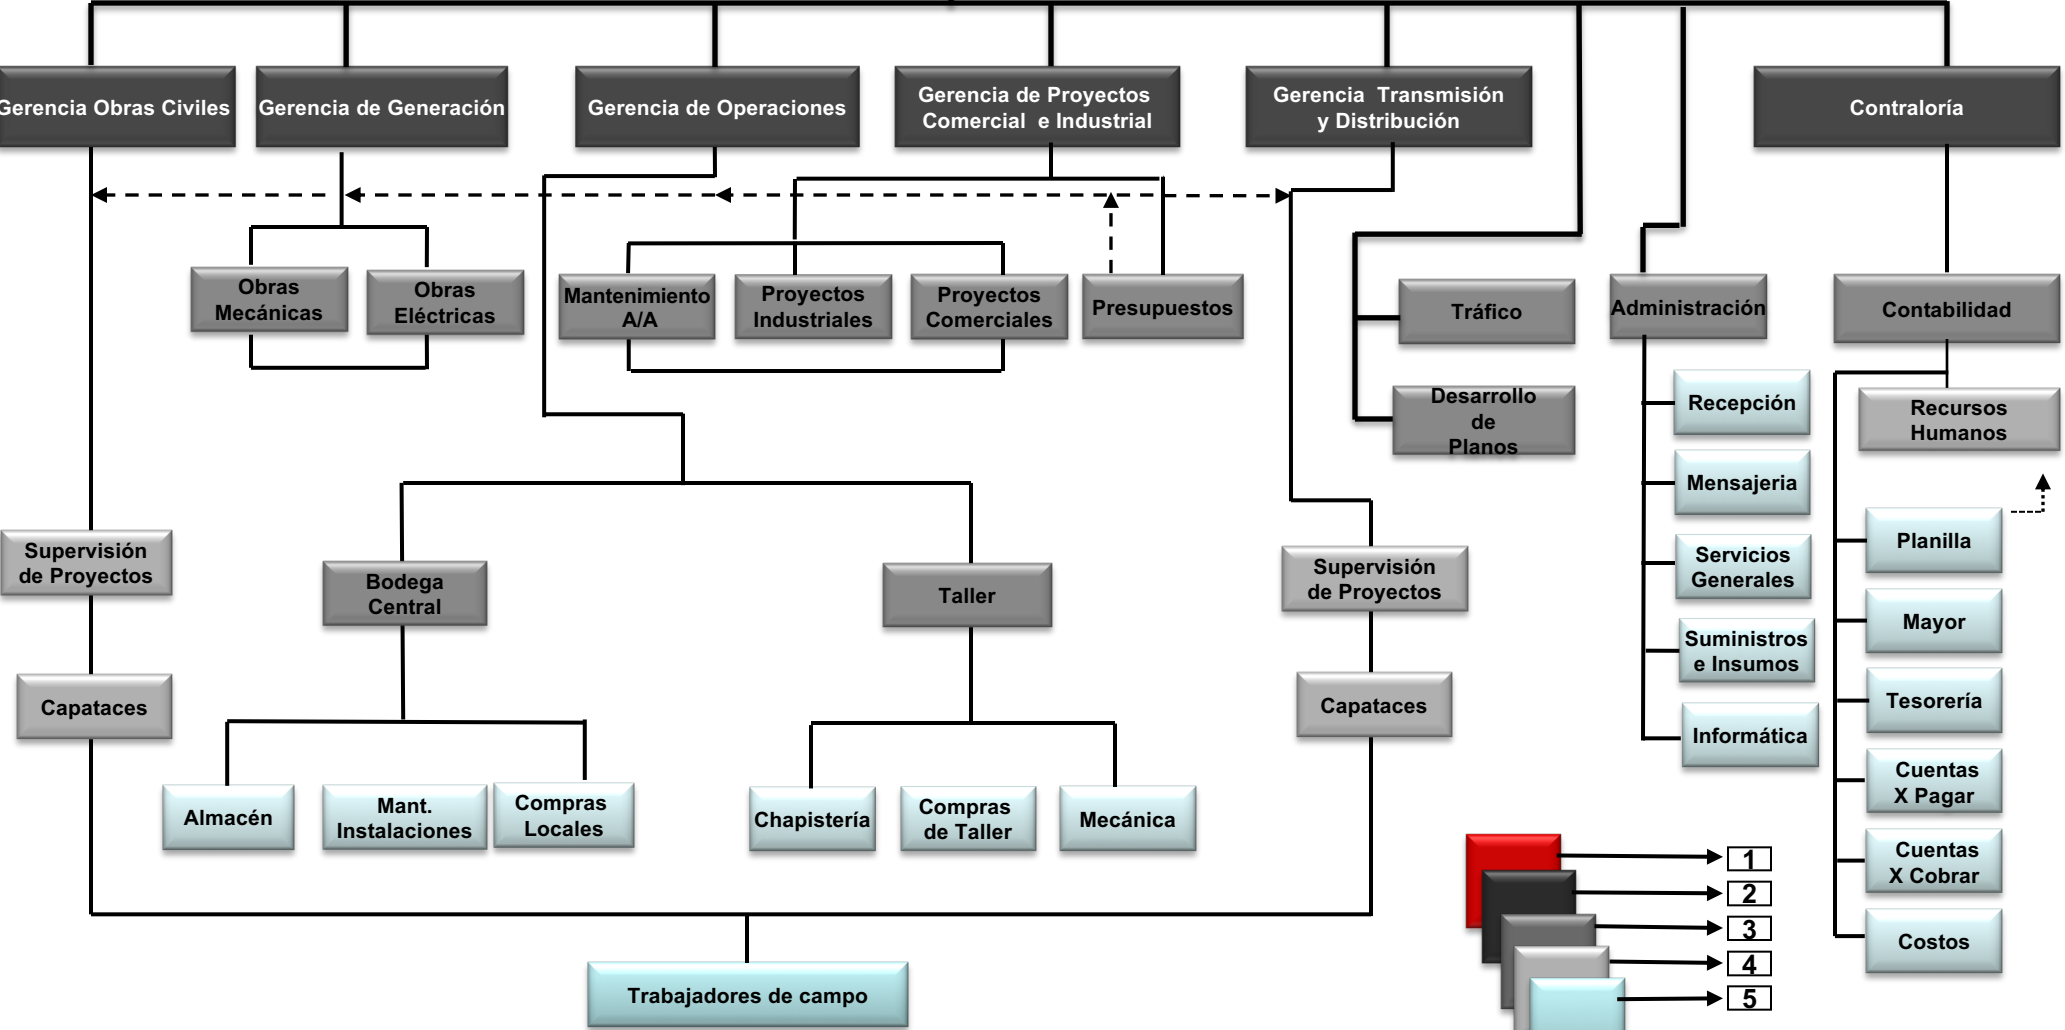 Gerencia Obras Civiles
Gerencia de Generación
Gerencia de Operaciones
Gerencia de Proyectos
Comercial e Industrial
Gerencia Transmisión
y Distribución
Contraloría
Obras
Mecánicas
Obras
Eléctricas
Mantenimiento
A/A
Proyectos
Industriales
Proyectos
Comerciales
Presupuestos
Tráfico
Desarrollo
de
Planos
Administración
Contabilidad
Recepción
Mensajeria
Servicios
Generales
Suministros
e Insumos
Informática
Recursos
Humanos
Planilla
Mayor
Tesorería
Cuentas
X Pagar
Cuentas
X Cobrar
Costos
Supervisión
de Proyectos
Capataces
Bodega
Central
Taller
Supervisión
de Proyectos
Capataces
Almacén
Mant.
Instalaciones
Compras
Locales
Chapistería
Compras
de Taller
Mecánica
Trabajadores de campo
1
2
3
4
5